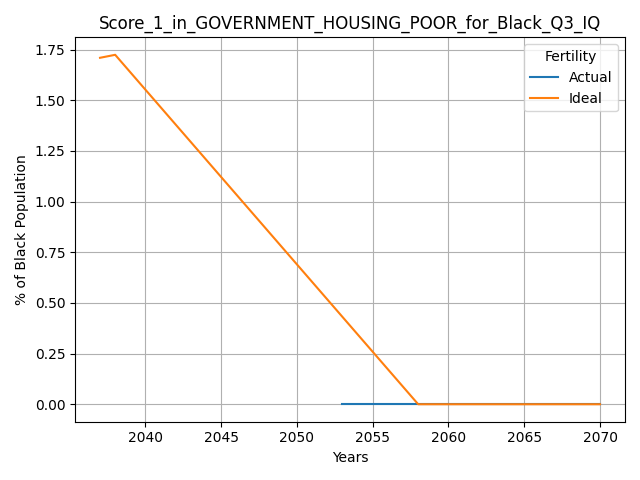 Score_1_in_GOVERNMENT_HOUSING_POOR_for_Black_Q3_IQ
Fertility
Actual
Ideal
1.75
1.50
1.25
1.00
0.75
0.50
0.25
0.00
% of Black Population
2040
2045
2050
2055
2060
2065
2070
Years